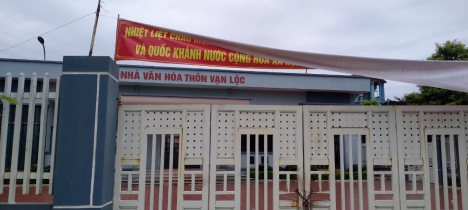 NHIỆT LIỆT CHÀO MỪNG
VÀ QUỐC KHÁNH NƯỚC CỘNG HÒA XÃ
NHÀ VĂN HÓA THÔN VẠN LỘC